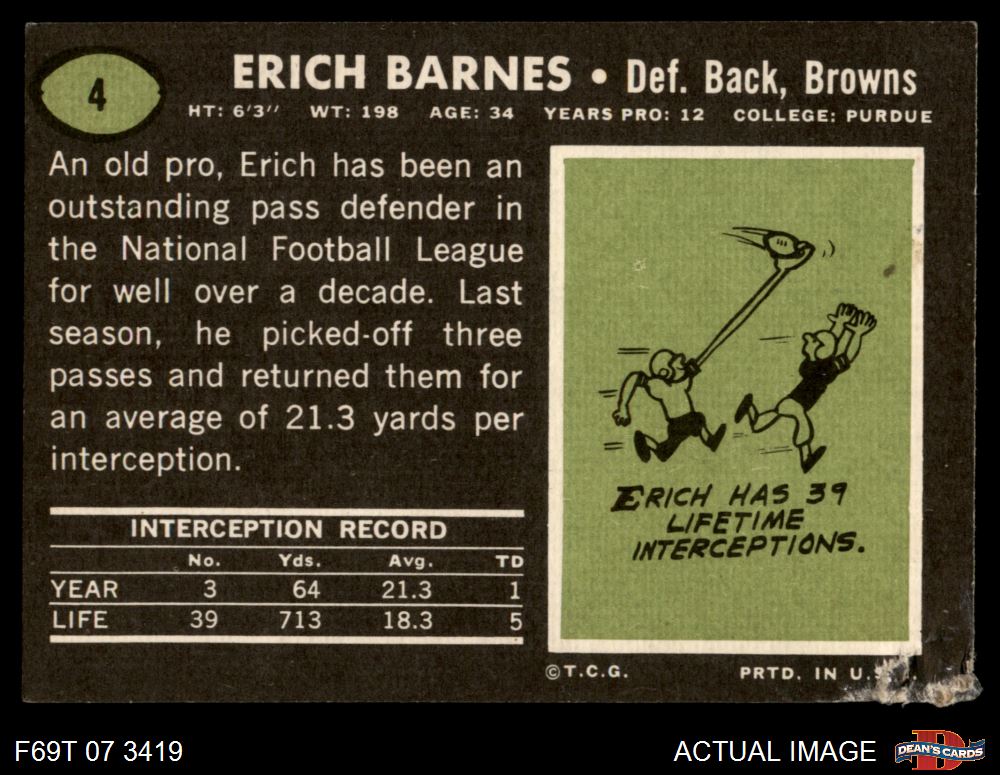 4
ERICH BARNES • Def. Back, Browns
HT: 6'3'' WT: 198 AGE: 34 YEARS PRO: 12 COLLEGE: PURDUE
An old pro, Erich has been an
outstanding pass defender in
the National Football League
for well over a decade. Last
season, he picked-off three
passes and returned them for
an average of 21.3 yards per
interception.
INTERCEPTION RECORD
No. Yds. Avg. TD
YEAR 3 64 21.3 1
LIFE 39 713 18.3 5
ERICH HAS 39
LIFETIME
INTERCEPTIONS.
©T.C.G. PRTD. IN U.S.
F69T 07 3419
ACTUAL IMAGE
DEAN'S CARDS